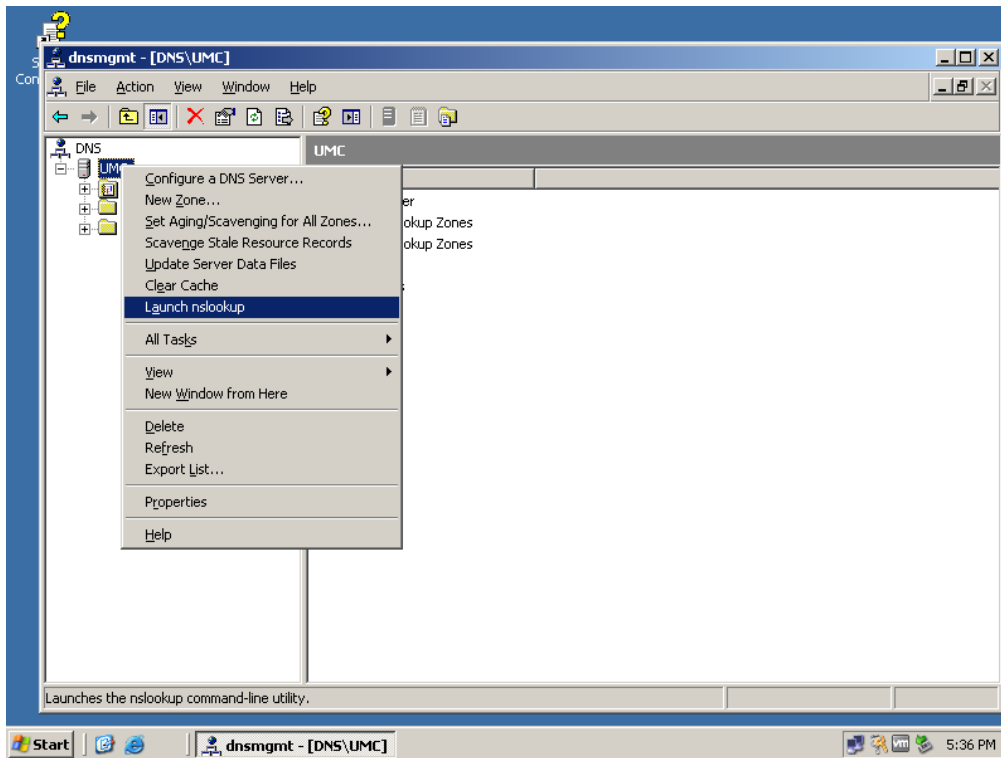 S
Con
dnsmgmt - [DNS\UMC]
File Action View Window Help
DNS
UMC
UMC
er
okup Zones
okup Zones
Configure a DNS Server...
New Zone...
Set Aging/Scavenging for All Zones...
Scavenge Stale Resource Records
Update Server Data Files
Clear Cache
Launch nslookup
All Tasks
View
New Window from Here
Delete
Refresh
Export List...
Properties
Help
Launches the nslookup command-line utility.
Start
dnsmgmt - [DNS\UMC]
vm
5:36 PM